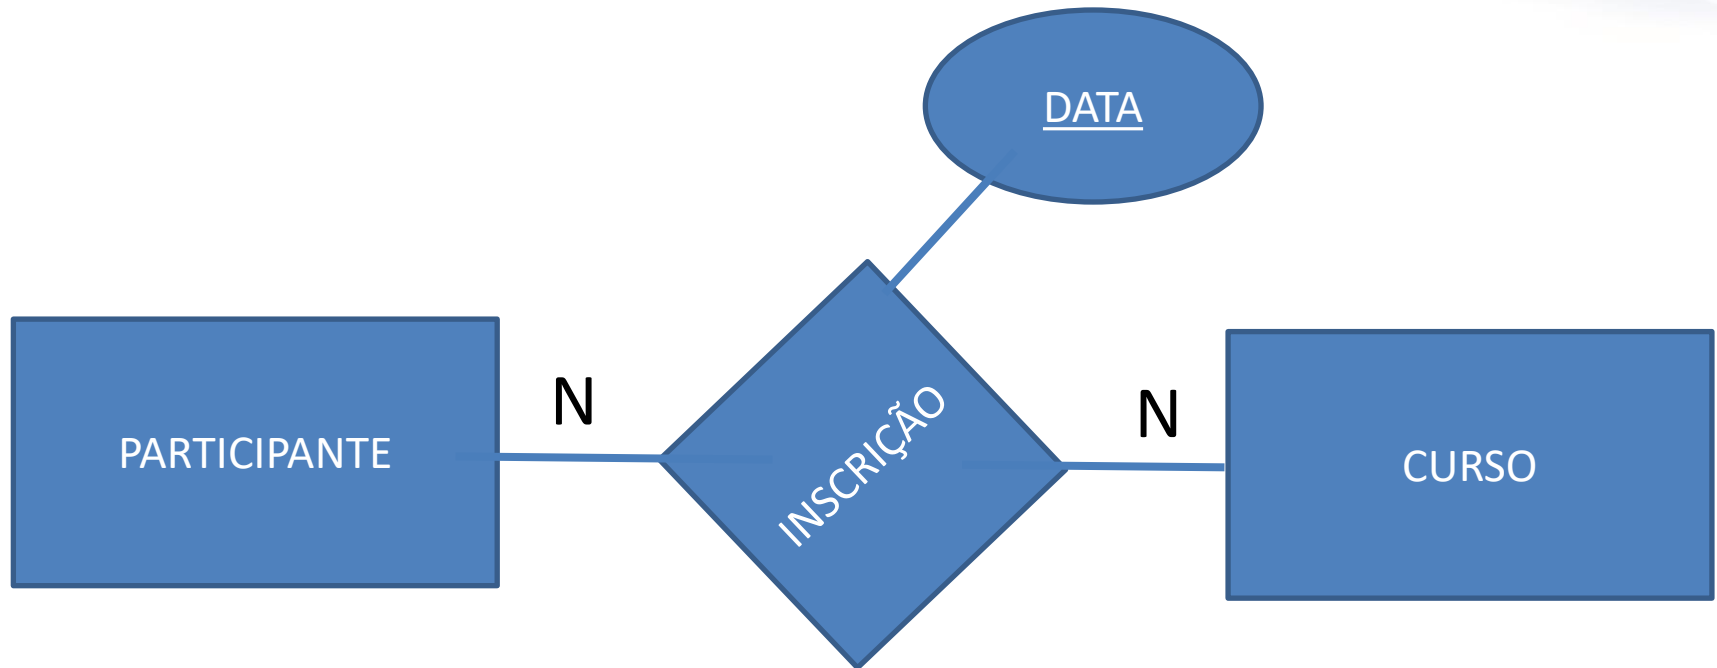 DATA
PARTICIPANTE
N
INSCRIÇÃO
N
CURSO